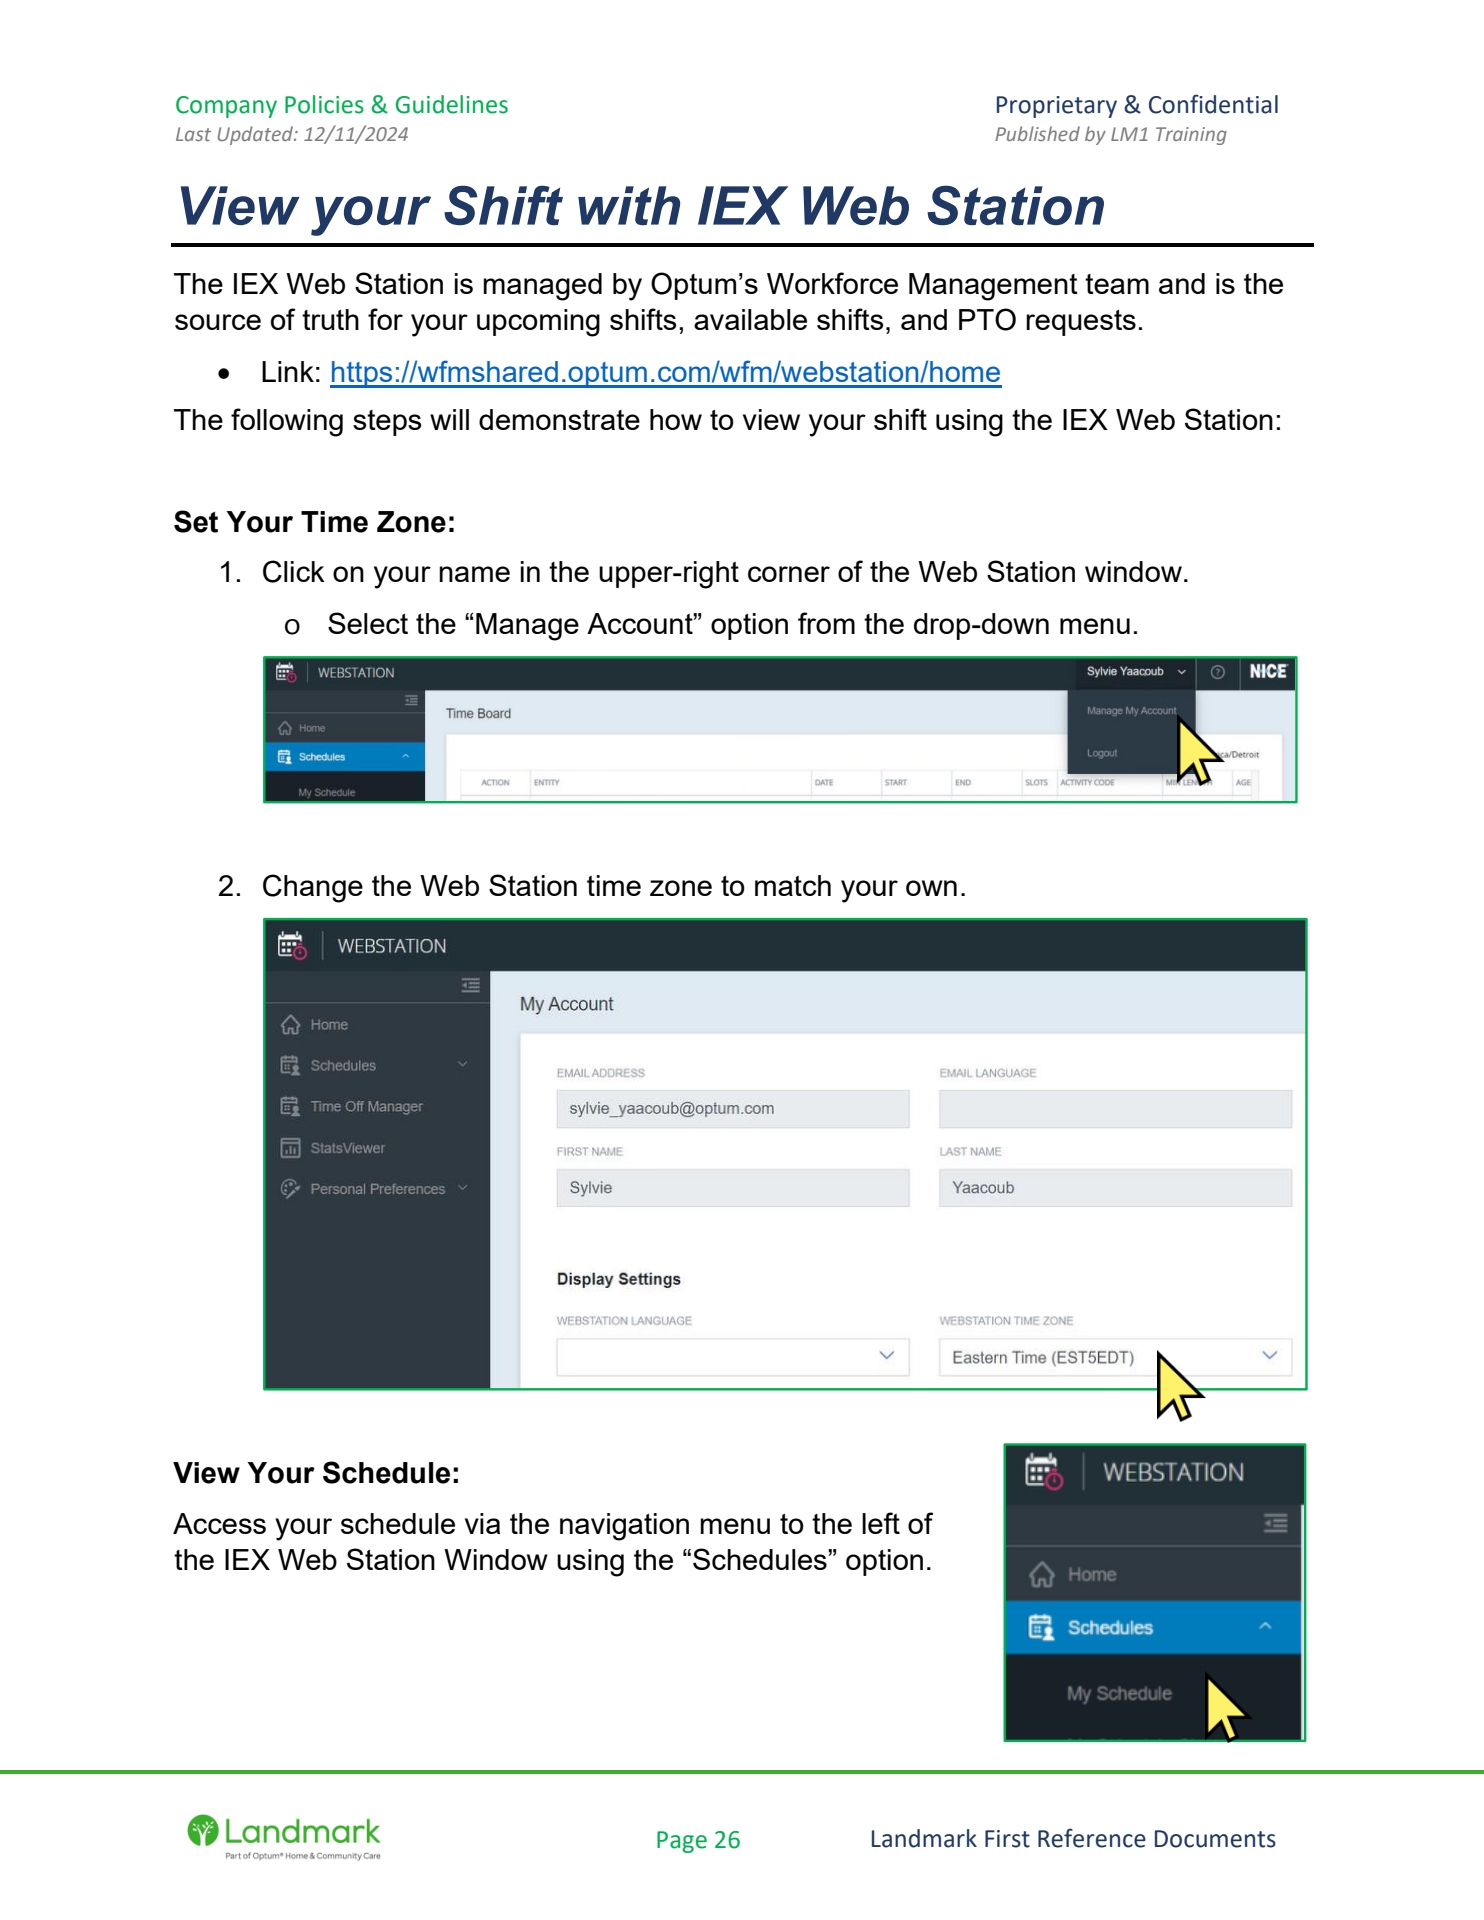 Company Policies & Guidelines
Proprietary & Confidential
Last Updated: 12/11/2024
Published by LM1 Training
View your Shift with IEX Web Station
The IEX Web Station is managed by Optum’s Workforce Management team and is the
source of truth for your upcoming shifts, available shifts, and PTO requests.
• Link: https://wfmshared.optum.com/wfm/webstation/home
The following steps will demonstrate how to view your shift using the IEX Web Station:
Set Your Time Zone:
1. Click on your name in the upper-right corner of the Web Station window.
o Select the “Manage Account” option from the drop-down menu.
WEBSTATION
Sylvie Yaacoub
NICE
Manage My Account
Time Board
Home
Schedules
Logout
ca/Detroit
ACTION ENTITY DATE START END SLOTS ACTIVITY CODE AGE
My Schedule
2. Change the Web Station time zone to match your own.
WEBSTATION
My Account
Home
Schedules
Time Off Manager
StatsViewer
Personal Preferences
EMAIL ADDRESS
EMAIL LANGUAGE
sylvie_yaacoub@optum.com
FIRST NAME
LAST NAME
Sylvie
Yaacoub
Display Settings
WEBSTATION LANGUAGE
WEBSTATION TIME ZONE
Eastern Time (EST5EDT)
View Your Schedule:
Access your schedule via the navigation menu to the left of
the IEX Web Station Window using the “Schedules” option.
WEBSTATION
Home
Schedules
My Schedule
Landmark
Part of Optum® Home & Community Care
Page 26
Landmark First Reference Documents